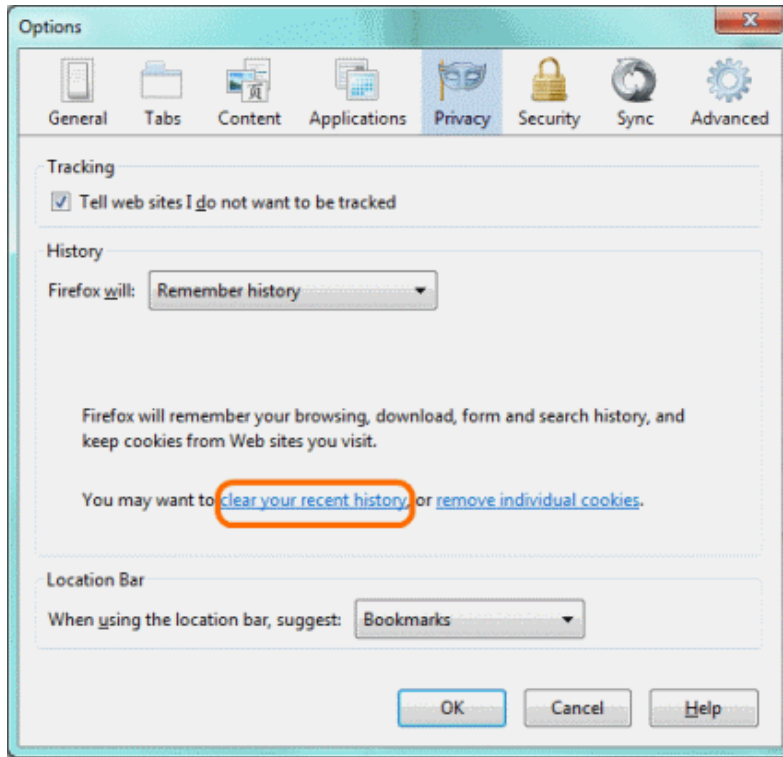 Options
General Tabs Content Applications Privacy Security Sync Advanced
Tracking
Tell web sites I do not want to be tracked
History
Firefox will: Remember history
Firefox will remember your browsing, download, form and search history, and
keep cookies from Web sites you visit.
You may want to clear your recent history, or remove individual cookies.
Location Bar
When using the location bar, suggest: Bookmarks
OK Cancel Help